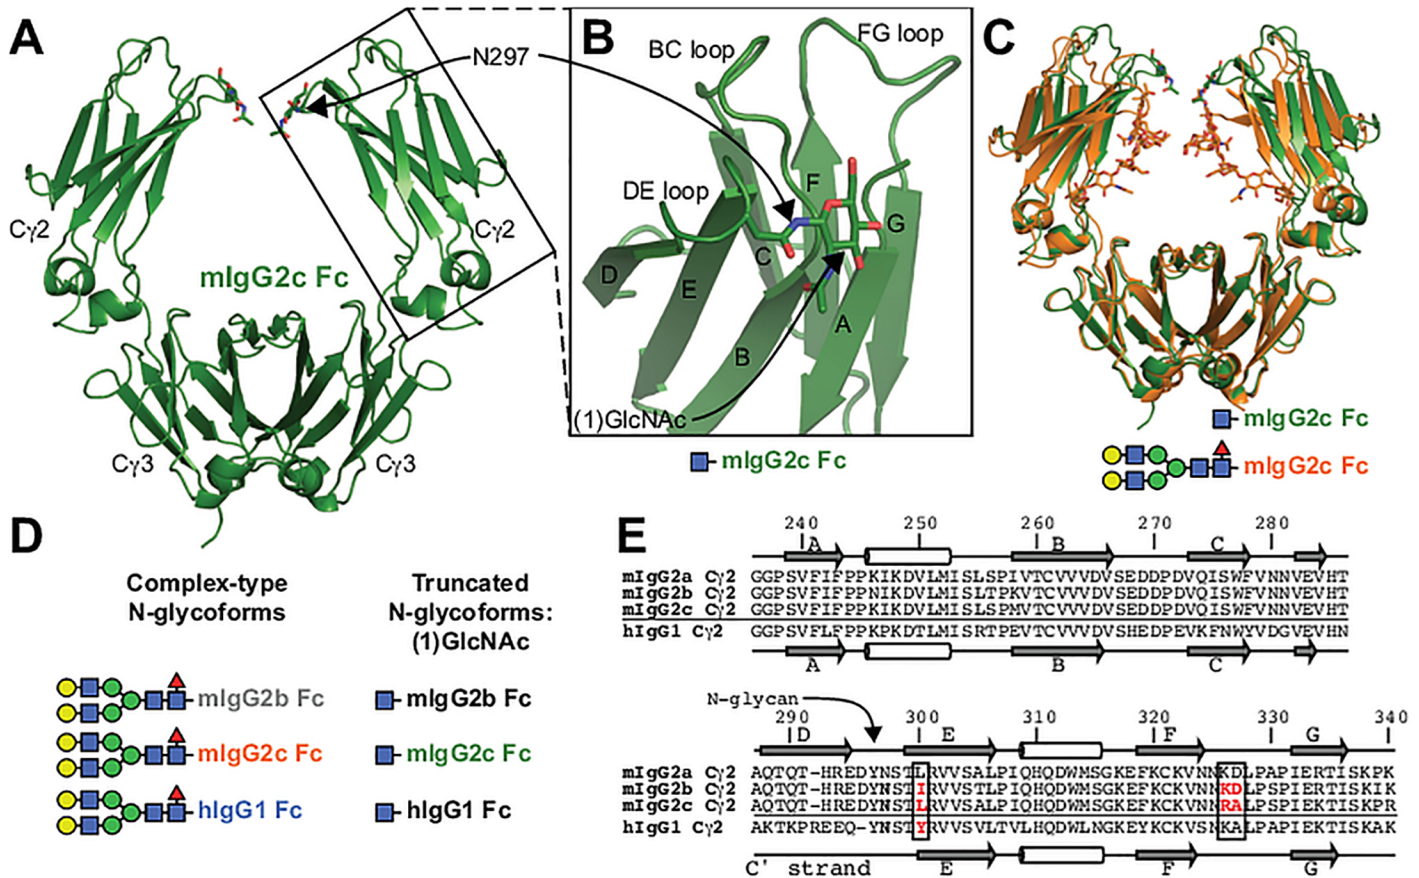 A
N297
Cγ2
Cγ2
mIgG2c Fc
Cγ3
Cγ3
B
BC loop
FG loop
DE loop
F
G
C
D
E
A
B
(1)GlcNAc
mIgG2c Fc
C
mIgG2c Fc
mIgG2c Fc
D
Complex-type
N-glycoforms
Truncated
N-glycoforms:
(1)GlcNAc
mIgG2b Fc
mIgG2b Fc
mIgG2c Fc
mIgG2c Fc
hIgG1 Fc
hIgG1 Fc
E
240 250 260 270 280
A B C
mIgG2a Cγ2 GGPSVFIFPPKIKDVLMISLSPIVTCVVVDVSEDDPDVQISWFVNNVEVHT
mIgG2b Cγ2 GGPSVFIFPPNIKDVLMISLTPKVTCVVVDVSEDDPDVQISWFVNNVEVHT
mIgG2c Cγ2 GGPSVFIFPPKIKDVLMISLSPMVTCVVVDVSEDDPDVQISWFVNNVEVHT
hIgG1 Cγ2 GGPSVFLFPPKPKDTLMISRTPEVTCVVVDVSHEDPEVKFNWYVDGVEVHN
A B C
N-glycan
290 300 310 320 330 340
D E F G
mIgG2a Cγ2 AQTQT-HREDYNSTLRVVSALPIQHQDWMSGKEFKCKVNNKDLPAPIERTISKPK
mIgG2b Cγ2 AQTQT-HREDYNSTIRVVSALPIQHQDWMSGKEFKCKVNNKDLPSPIERTISKIK
mIgG2c Cγ2 AQTQT-HREDYNSTLRVVSALPIQHQDWMSGKEFKCKVNNRALPSPIEKTISKPR
hIgG1 Cγ2 AKTKPREEQ-YNSTYRVVSVLTVLHQDWLNGKEYKCKVSNKALPAPIEKTISKAK
C' strand E F G